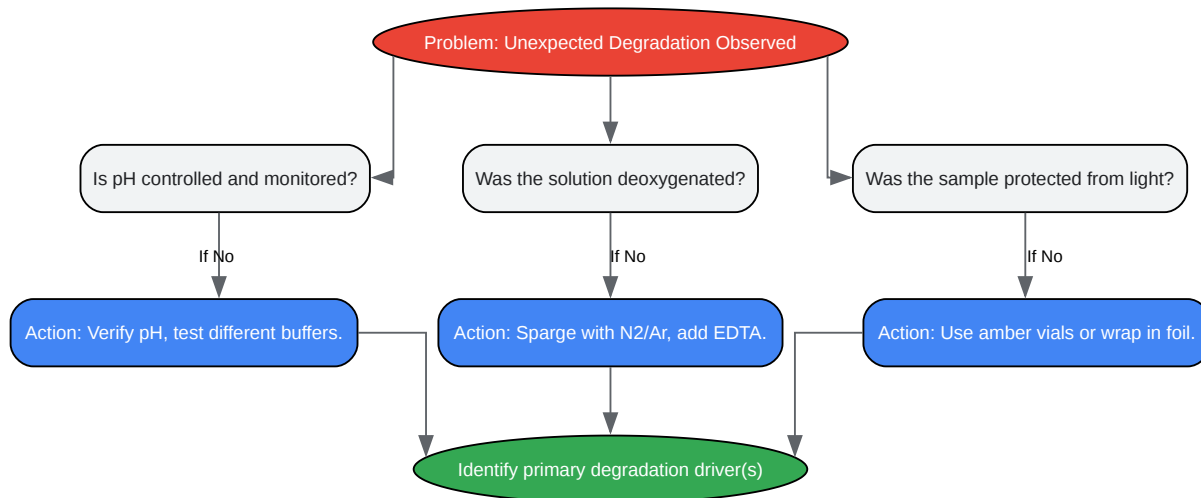 Problem: Unexpected Degradation Observed
Is pH controlled and monitored?
Was the solution deoxygenated?
Was the sample protected from light?
If No
If No
If No
Action: Verify pH, test different buffers.
Action: Sparge with N2/Ar, add EDTA.
Action: Use amber vials or wrap in foil.
Identify primary degradation driver(s)